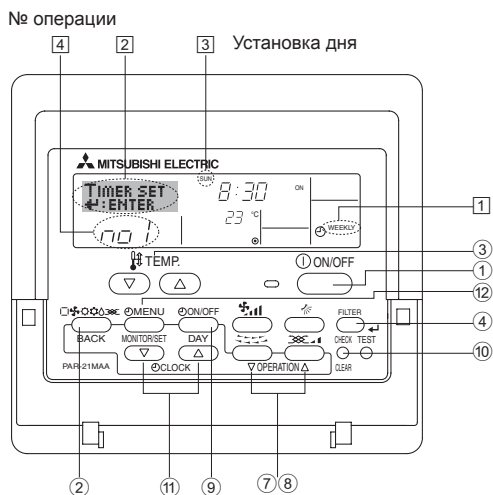 № операции
4 2 3 Установка дня
MITSUBISHI ELECTRIC
SUN
TIMER SET
:ENTER
8:30 ON
23 °C
WEEKLY
no 1
1
TEMP. ON/OFF
3
1
12
MENU ON/OFF FILTER
4
BACK MONITOR/SET DAY CHECK TEST
10
PAR-21MAA CLOCK OPERATION CLEAR
2 11 9 7 8